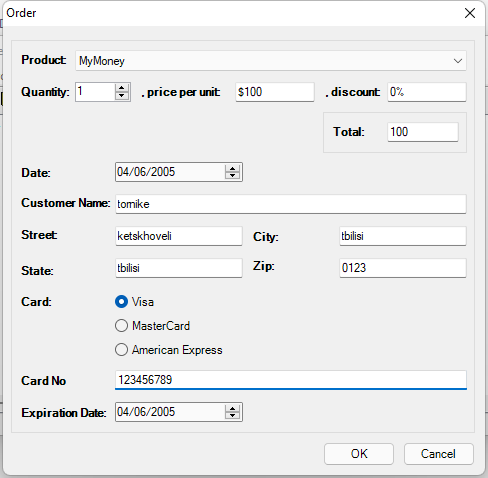 Order
Product: MyMoney
Quantity: 1 , price per unit: $100 , discount: 0%
Total: 100
Date: 04/06/2005
Customer Name: tornike
Street: ketskhoveli City: tbilisi
State: tbilisi Zip: 0123
Card: Visa
MasterCard
American Express
Card No 123456789
Expiration Date: 04/06/2005
OK Cancel